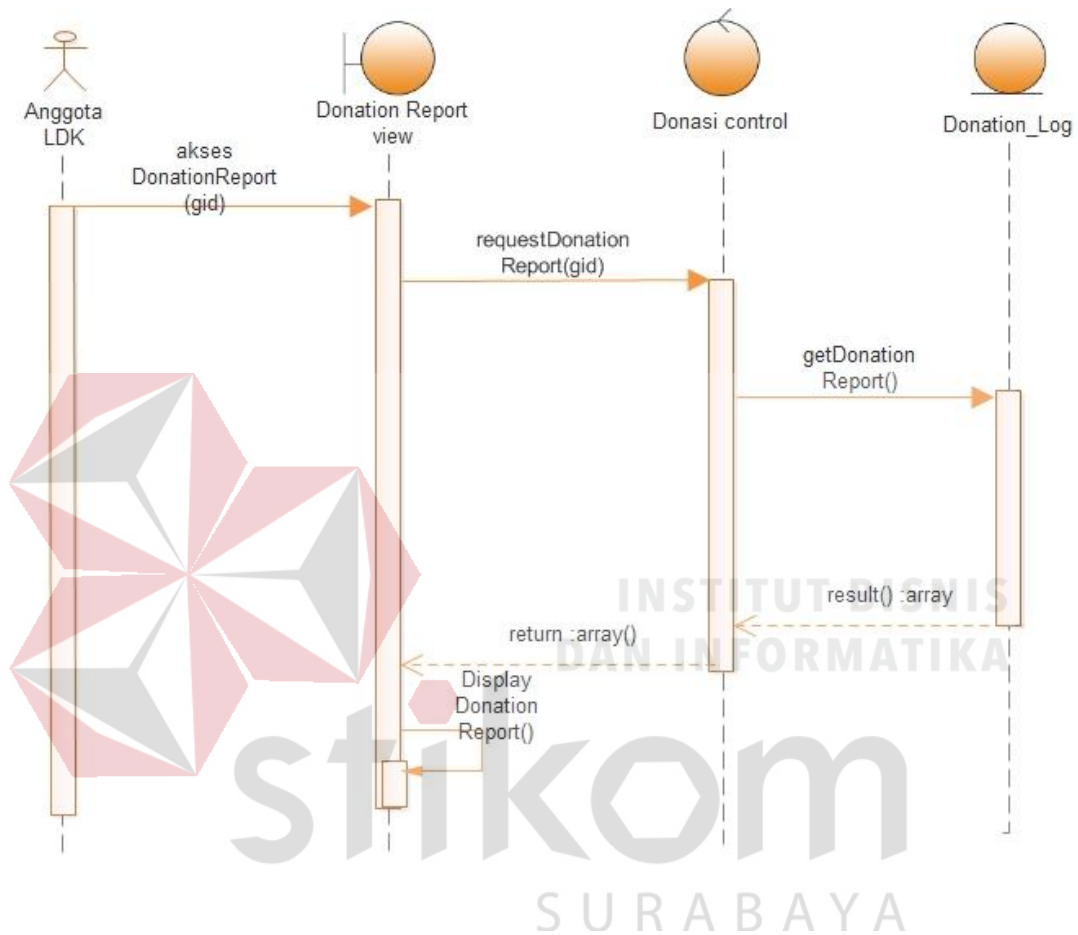 Anggota
LDK
Donation Report
view
Donasi control
Donation_Log
akses
DonationReport
(gid)
requestDonation
Report(gid)
getDonation
Report()
result() :array
return :array()
Display
Donation
Report()
INSTITUT BISNIS
DAN INFORMATIKA
stikom
SURABAYA